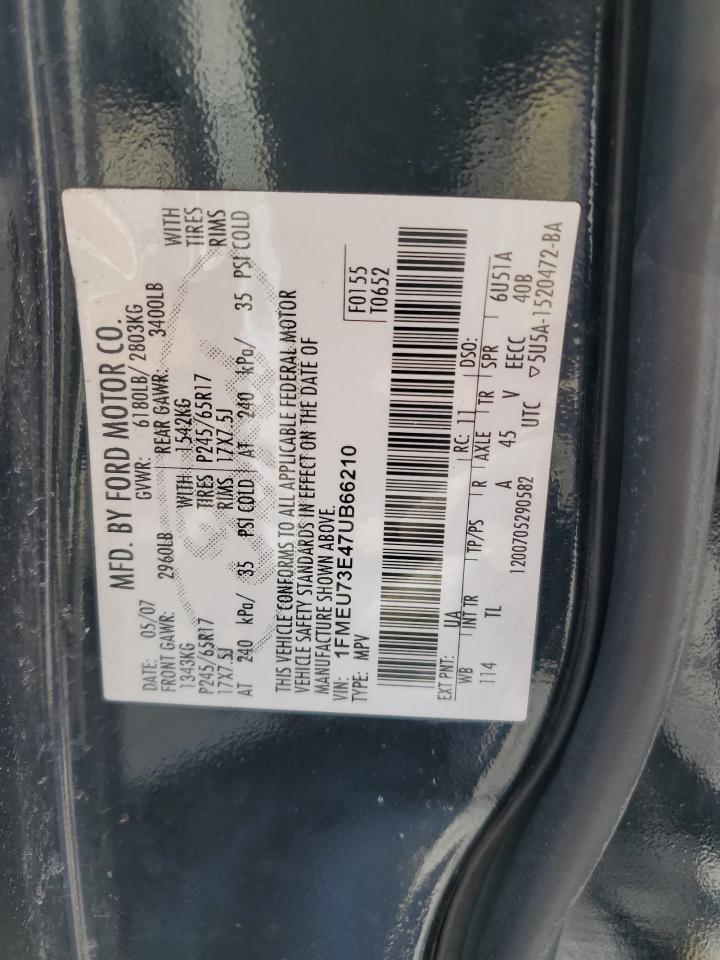 MFD. BY FORD MOTOR CO.
DATE: 05/07 GVWR: 6180LB/ 2803KG
FRONT GAWR: 2960LB REAR GAWR: 3400LB
1343KG WITH 1542KG WITH
P245/65R17 TIRES P245/65R17 TIRES
17X7.5J RIMS 17X7.5J RIMS
AT 240 kPa/ 35 PSI COLD AT 240 kPa/ 35 PSI COLD
THIS VEHICLE CONFORMS TO ALL APPLICABLE FEDERAL MOTOR
VEHICLE SAFETY STANDARDS IN EFFECT ON THE DATE OF
MANUFACTURE SHOWN ABOVE.
VIN: 1FMEU73E47UB66210 F0155
TYPE: MPV T0652
EXT PNT: UA RC: 11 DSO:
WB INT TR TP/PS R AXLE TR SPR 6U51A
114 TL A 45 V EECC 40B
1200705290582 UTC ▽5U5A-1520472-BA